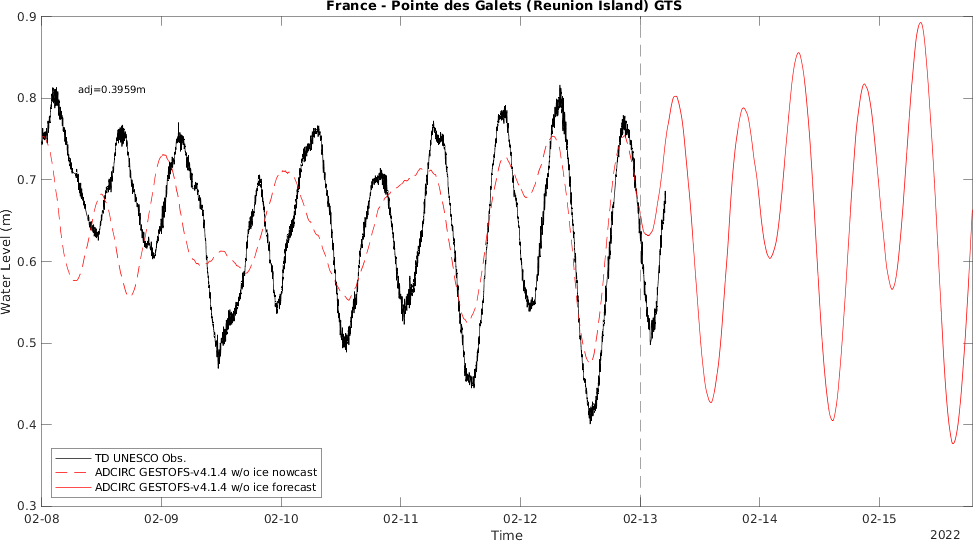 France - Pointe des Galets (Reunion Island) GTS
0.9
0.8
0.7
0.6
0.5
0.4
0.3
Water Level (m)
adj=0.3959m
TD UNESCO Obs.
ADCIRC GESTOFS-v4.1.4 w/o ice nowcast
ADCIRC GESTOFS-v4.1.4 w/o ice forecast
02-08 02-09 02-10 02-11 02-12 02-13 02-14 02-15
Time
2022